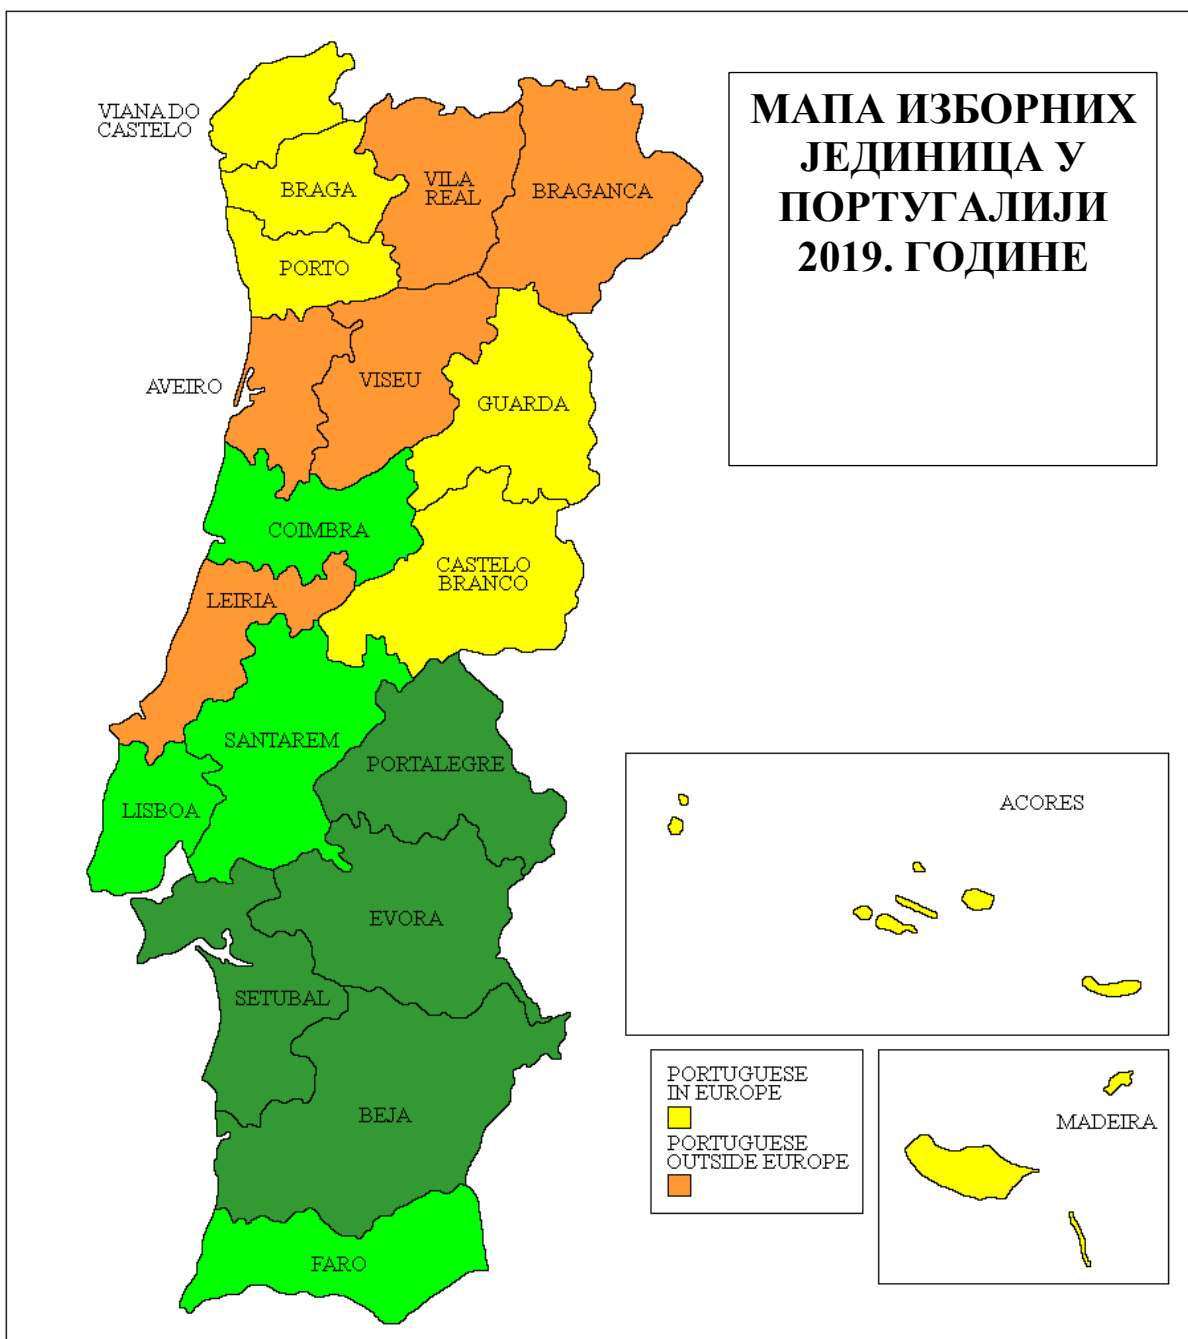 МАПА ИЗБОРНИХ
ЈЕДИНИЦА У
ПОРТУГАЛИЈИ
2019. ГОДИНЕ
VIANA DO
CASTELO
BRAGA
VILA
REAL
BRAGANCA
PORTO
AVEIRO
VISEU
GUARDA
COIMBRA
CASTELO
BRANCO
LEIRIA
SANTAREM
PORTALEGRE
LISBOA
EVORA
SETUBAL
BEJA
FARO
ACORES
PORTUGUESE
IN EUROPE
PORTUGUESE
OUTSIDE EUROPE
MADEIRA